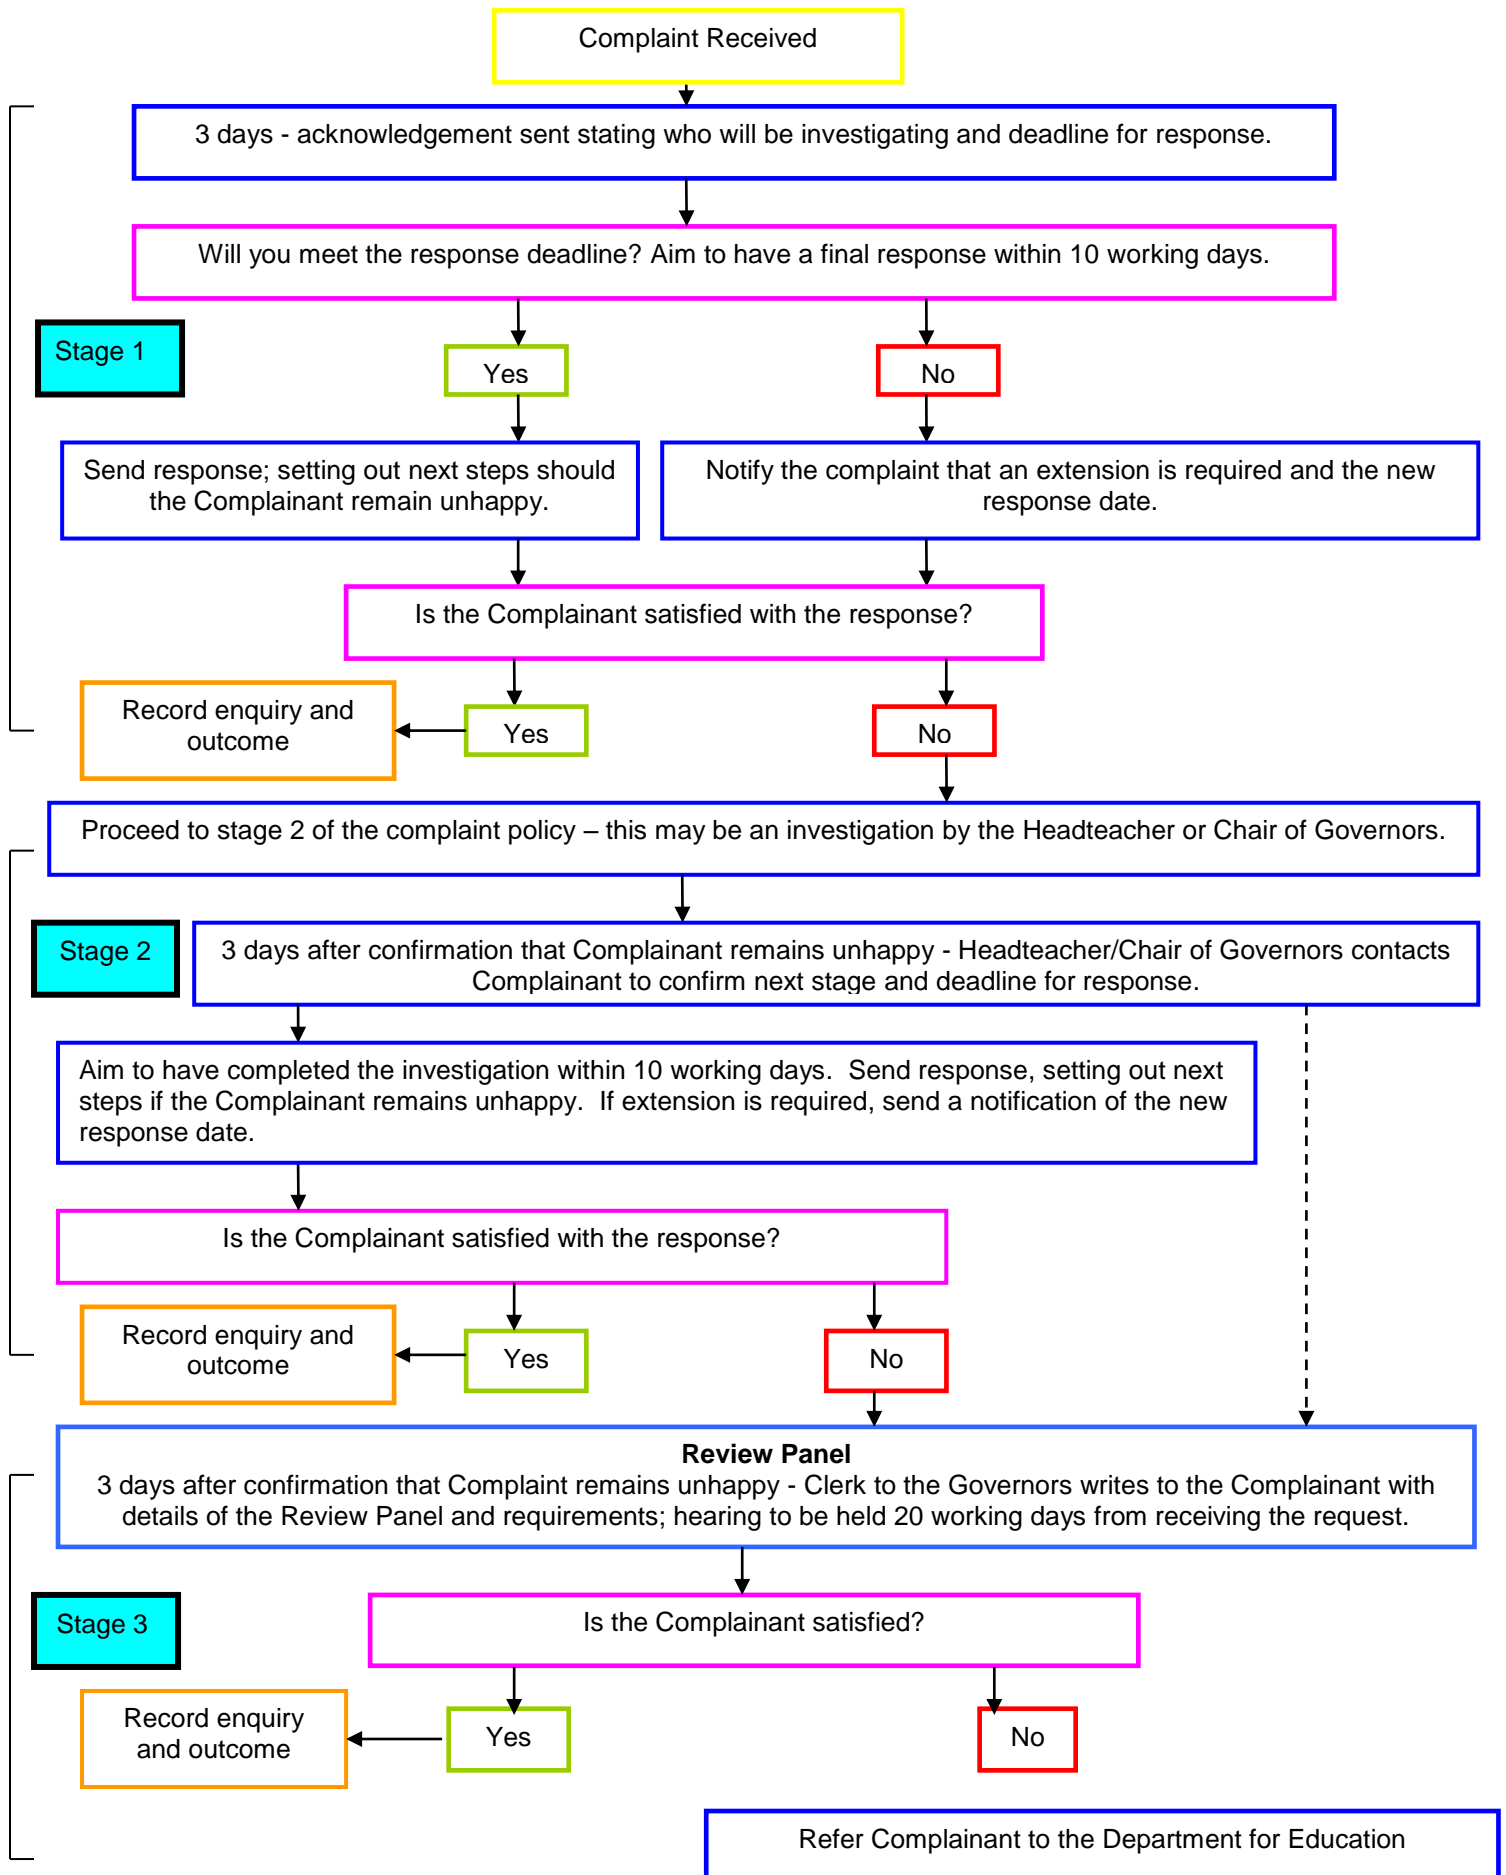 Complaint Received
3 days - acknowledgement sent stating who will be investigating and deadline for response.
Will you meet the response deadline? Aim to have a final response within 10 working days.
Stage 1
Yes
No
Send response; setting out next steps should
the Complainant remain unhappy.
Notify the complaint that an extension is required and the new
response date.
Is the Complainant satisfied with the response?
Record enquiry and
outcome
Yes
No
Proceed to stage 2 of the complaint policy – this may be an investigation by the Headteacher or Chair of Governors.
Stage 2
3 days after confirmation that Complainant remains unhappy - Headteacher/Chair of Governors contacts
Complainant to confirm next stage and deadline for response.
Aim to have completed the investigation within 10 working days.  Send response, setting out next
steps if the Complainant remains unhappy.  If extension is required, send a notification of the new
response date.
Is the Complainant satisfied with the response?
Record enquiry and
outcome
Yes
No
Review Panel
3 days after confirmation that Complaint remains unhappy - Clerk to the Governors writes to the Complainant with
details of the Review Panel and requirements; hearing to be held 20 working days from receiving the request.
Stage 3
Is the Complainant satisfied?
Record enquiry
and outcome
Yes
No
Refer Complainant to the Department for Education